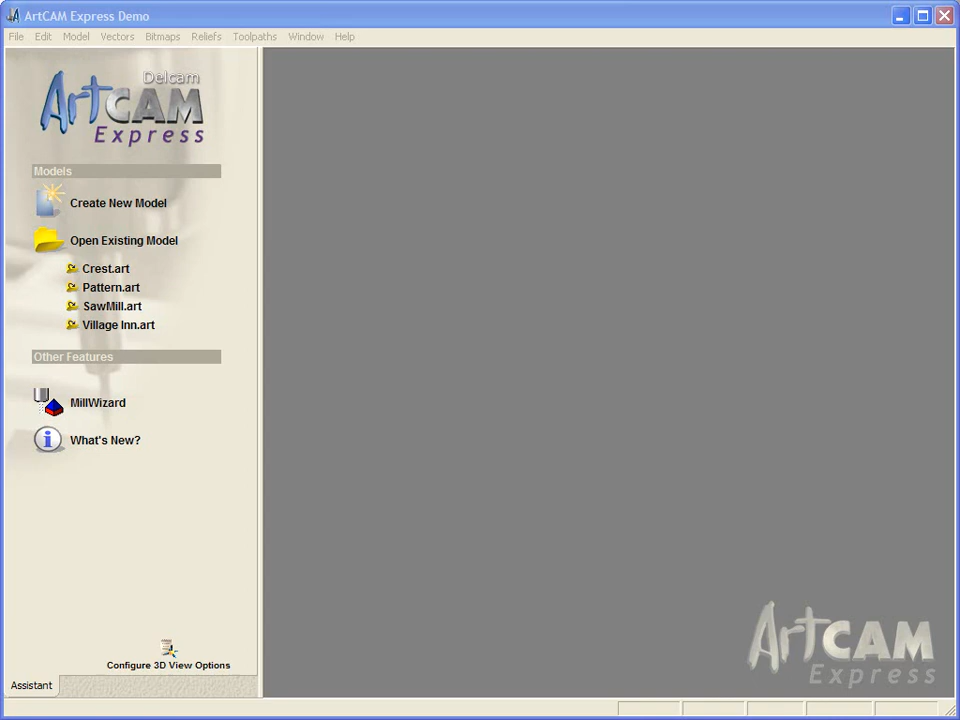 ArtCAM Express Demo
File Edit Model Vectors Bitmaps Reliefs Toolpaths Window Help
Delcam
ArtCAM
Express
Models
Create New Model
Open Existing Model
Crest.art
Pattern.art
SawMill.art
Village Inn.art
Other Features
MillWizard
What's New?
Configure 3D View Options
Assistant
ArtCAM
Express